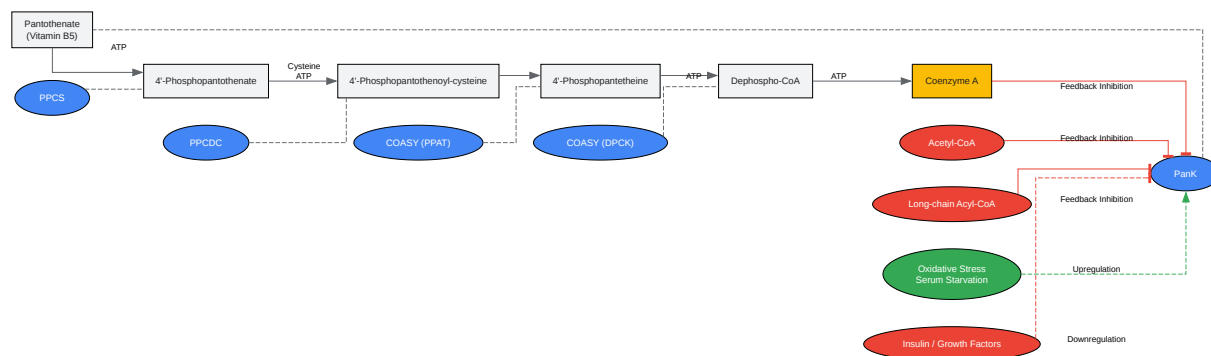 Pantothenate
(Vitamin B5)
ATP
Cysteine
ATP
4'-Phosphopantothenate
4'-Phosphopantothenoyl-cysteine
4'-Phosphopantetheine
ATP
Dephospho-CoA
ATP
Coenzyme A
Feedback Inhibition
PPCS
PPCDC
COASY (PPAT)
COASY (DPCK)
Acetyl-CoA
Feedback Inhibition
PanK
Long-chain Acyl-CoA
Feedback Inhibition
Oxidative Stress
Serum Starvation
Upregulation
Insulin / Growth Factors
Downregulation